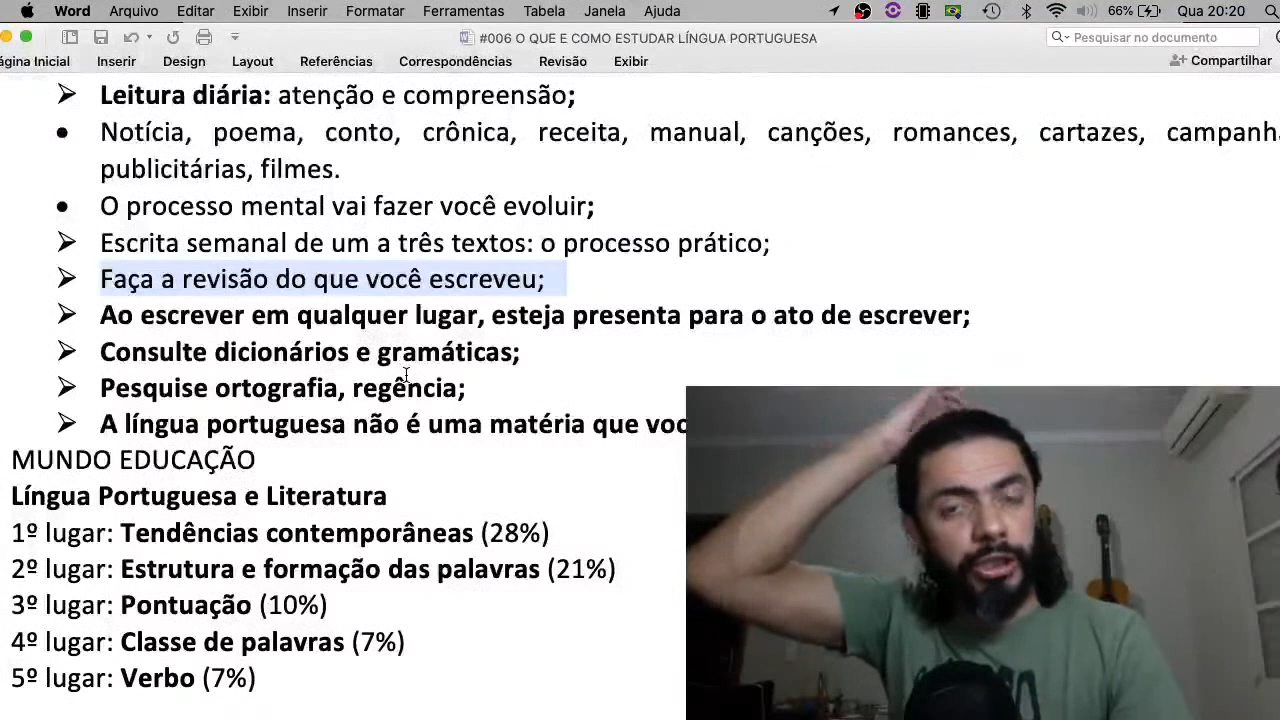 Word Arquivo Editar Exibir Inserir Formatar Ferramentas Tabela Janela Ajuda 66% Qua 20:20
#006 O QUE E COMO ESTUDAR LÍNGUA PORTUGUESA Pesquisar no documento
ágina Inicial Inserir Design Layout Referências Correspondências Revisão Exibir Compartilhar
Leitura diária: atenção e compreensão;
Notícia, poema, conto, crônica, receita, manual, canções, romances, cartazes, campanha
publicitárias, filmes.
O processo mental vai fazer você evoluir;
Escrita semanal de um a três textos: o processo prático;
Faça a revisão do que você escreveu;
Ao escrever em qualquer lugar, esteja presenta para o ato de escrever;
Consulte dicionários e gramáticas;
Pesquise ortografia, regência;
A língua portuguesa não é uma matéria que voc
MUNDO EDUCAÇÃO
Língua Portuguesa e Literatura
1º lugar: Tendências contemporâneas (28%)
2º lugar: Estrutura e formação das palavras (21%)
3º lugar: Pontuação (10%)
4º lugar: Classe de palavras (7%)
5º lugar: Verbo (7%)